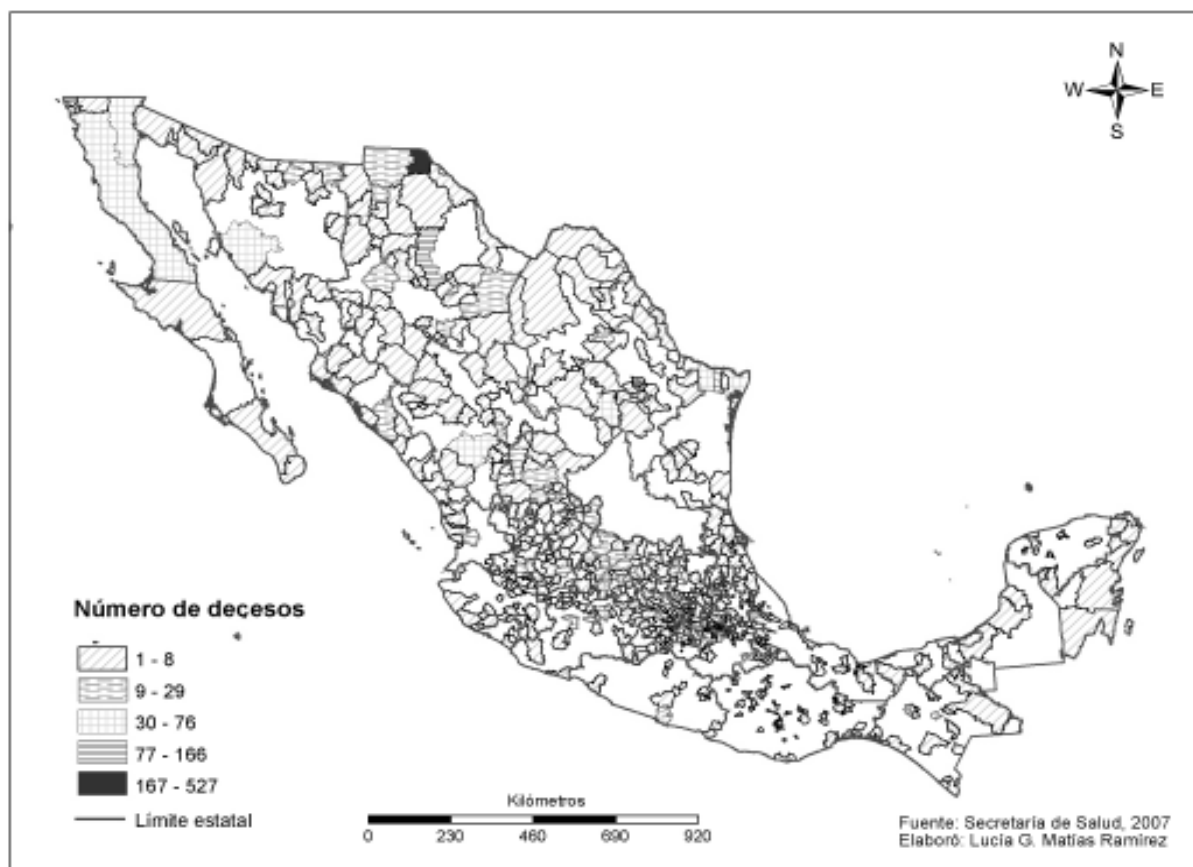 N
W E
S
Número de decesos
1 - 8
9 - 29
30 - 76
77 - 166
167 - 527
Límite estatal
Kilómetros
0 230 460 690 920
Fuente: Secretaría de Salud, 2007
Elaboró: Lucía G. Matías Ramírez